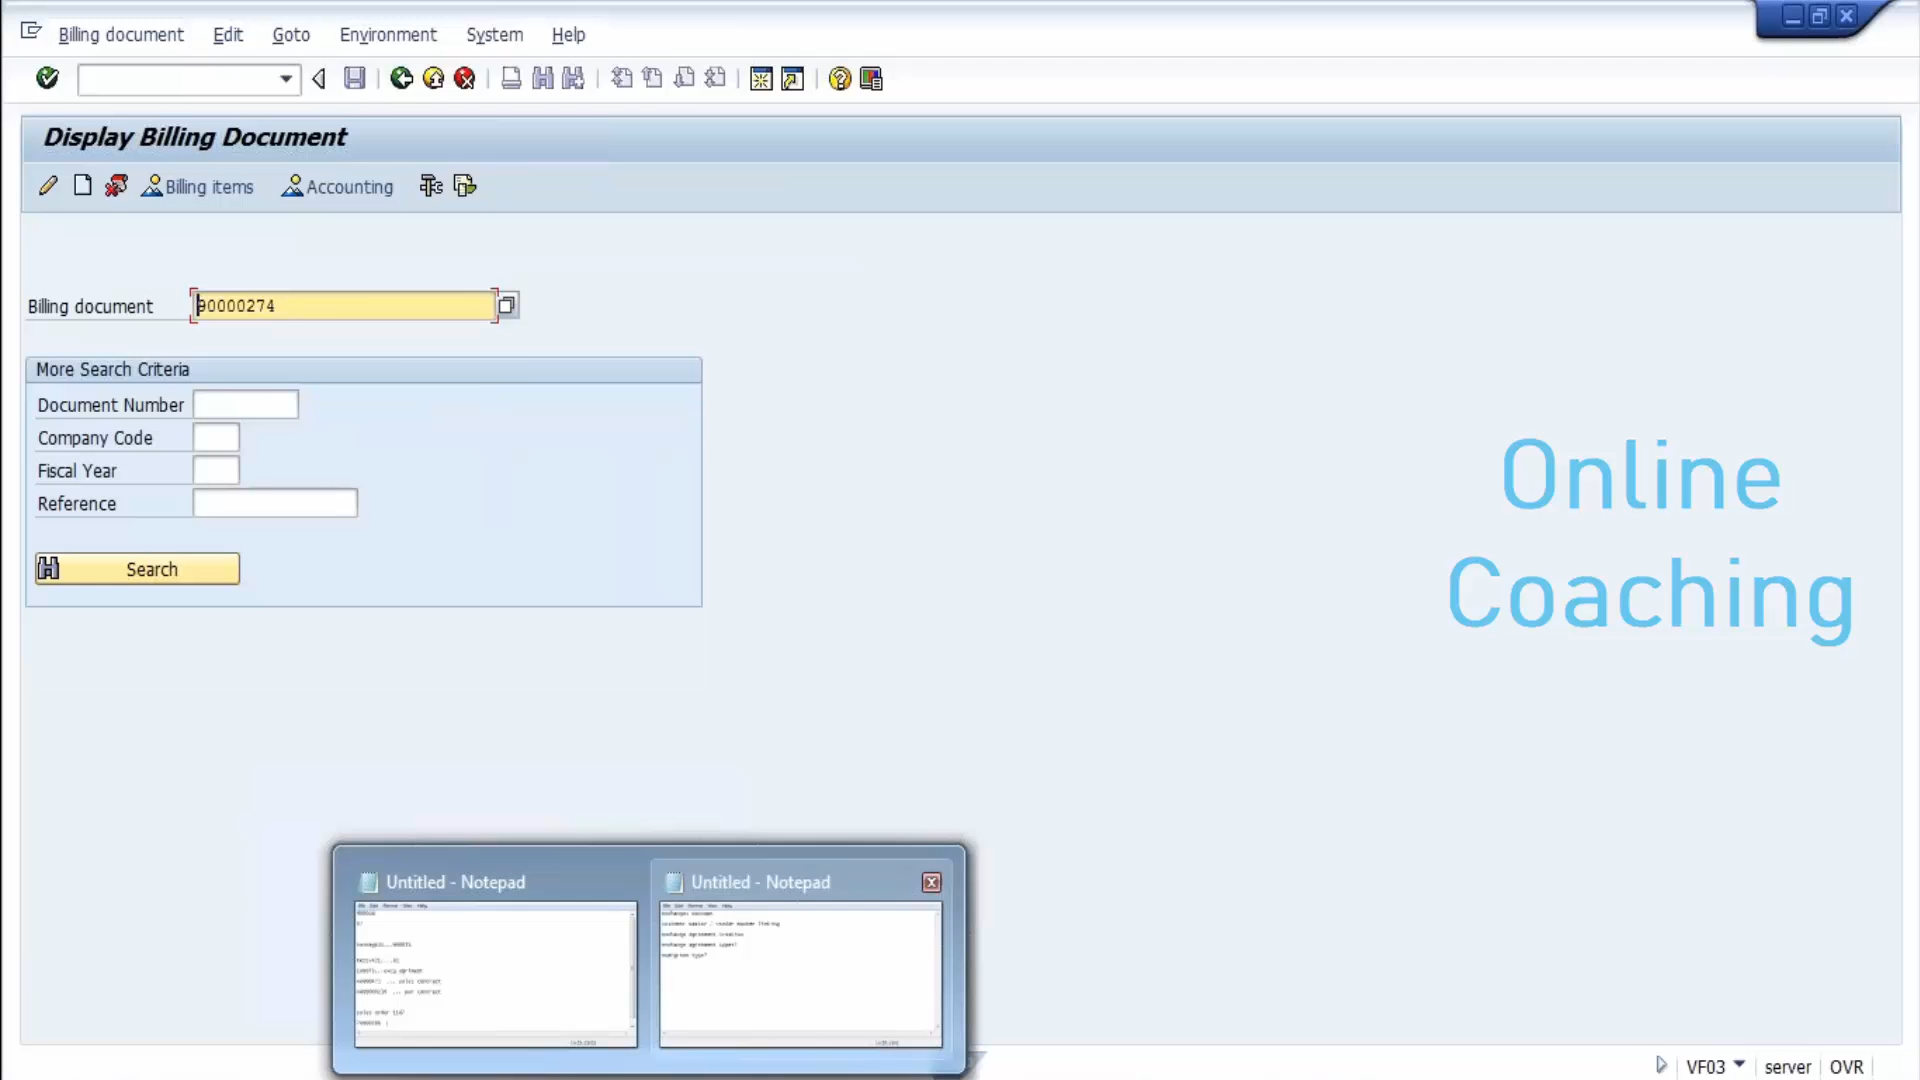 Billing document Edit Goto Environment System Help
Display Billing Document
Billing items Accounting
Billing document 90000274
More Search Criteria
Document Number
Company Code
Fiscal Year
Reference
Search
Online
Coaching
Untitled - Notepad
Untitled - Notepad
VF03 server OVR